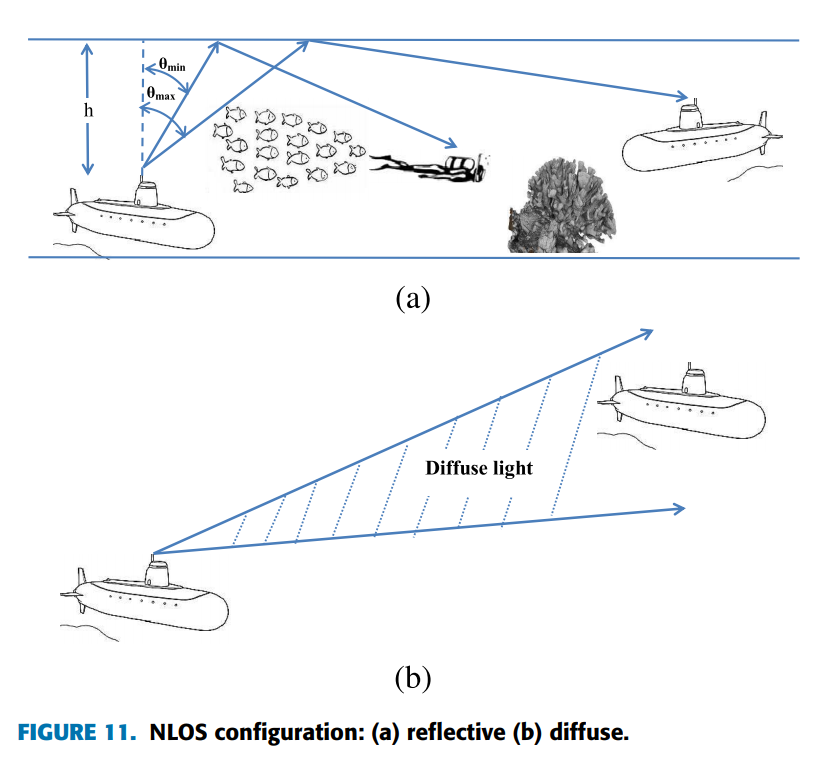 θmin
θmax
h
(a)
Diffuse light
(b)
FIGURE 11. NLOS configuration: (a) reflective (b) diffuse.